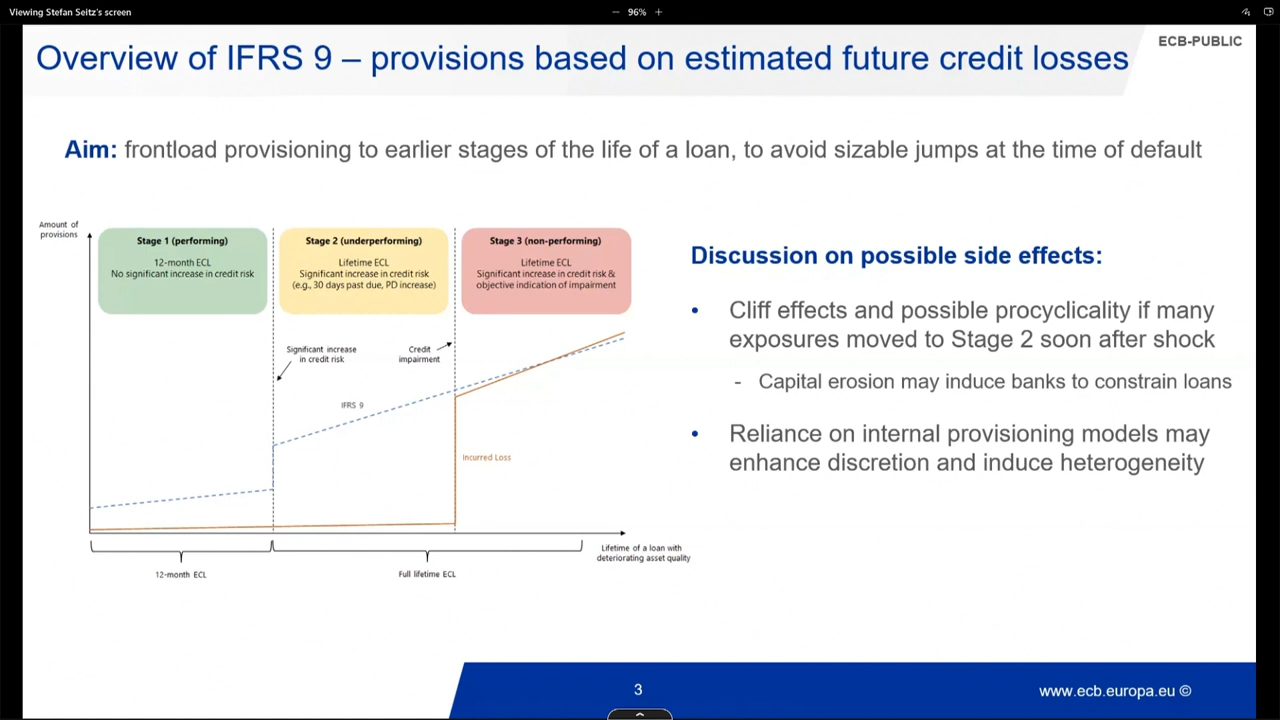 Viewing Stefan Seitz's screen
96%
ECB-PUBLIC
Overview of IFRS 9 – provisions based on estimated future credit losses
Aim: frontload provisioning to earlier stages of the life of a loan, to avoid sizable jumps at the time of default
Amount of
provisions
Stage 1 (performing)
12-month ECL
No significant increase in credit risk
Stage 2 (underperforming)
Lifetime ECL
Significant increase in credit risk
(e.g., 30 days past due, PD increase)
Stage 3 (non-performing)
Lifetime ECL
Significant increase in credit risk &
objective indication of impairment
Significant increase
in credit risk
Credit
impairment
IFRS 9
Incurred Loss
Lifetime of a loan with
deteriorating asset quality
12-month ECL
Full lifetime ECL
Discussion on possible side effects:
• Cliff effects and possible procyclicality if many
exposures moved to Stage 2 soon after shock
- Capital erosion may induce banks to constrain loans
• Reliance on internal provisioning models may
enhance discretion and induce heterogeneity
3
www.ecb.europa.eu ©